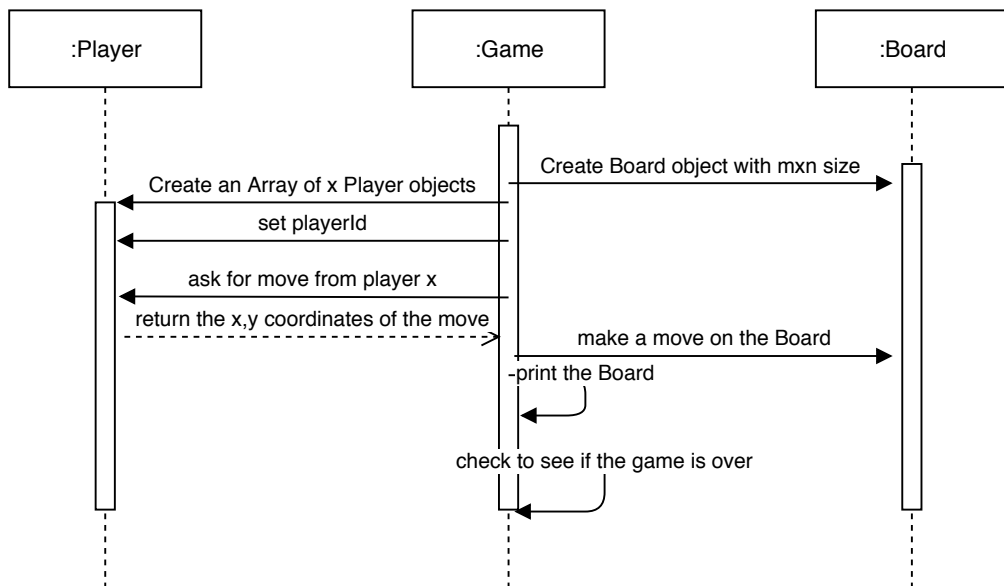 :Player
:Game
:Board
Create Board object with mxn size
Create an Array of x Player objects
set playerId
ask for move from player x
return the x,y coordinates of the move
make a move on the Board
print the Board
check to see if the game is over